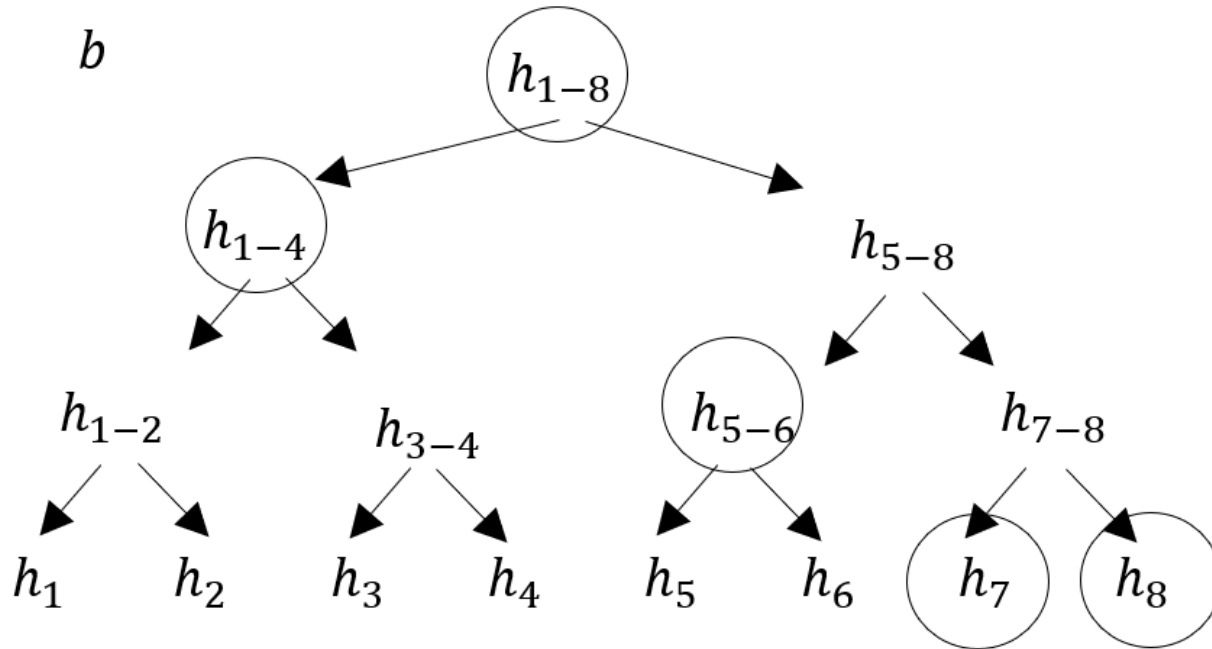 b
h₁₋₈
h₁₋₄
h₅₋₈
h₁₋₂
h₃₋₄
h₅₋₆
h₇₋₈
h₁ h₂ h₃ h₄ h₅ h₆ h₇ h₈